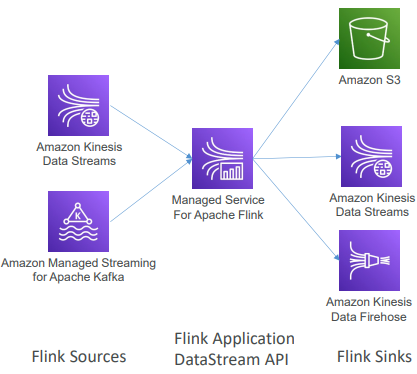 Amazon S3
Amazon Kinesis
Data Streams
Managed Service
For Apache Flink
Amazon Kinesis
Data Streams
K
Amazon Managed Streaming
for Apache Kafka
Amazon Kinesis
Data Firehose
Flink Sources
Flink Application
DataStream API
Flink Sinks